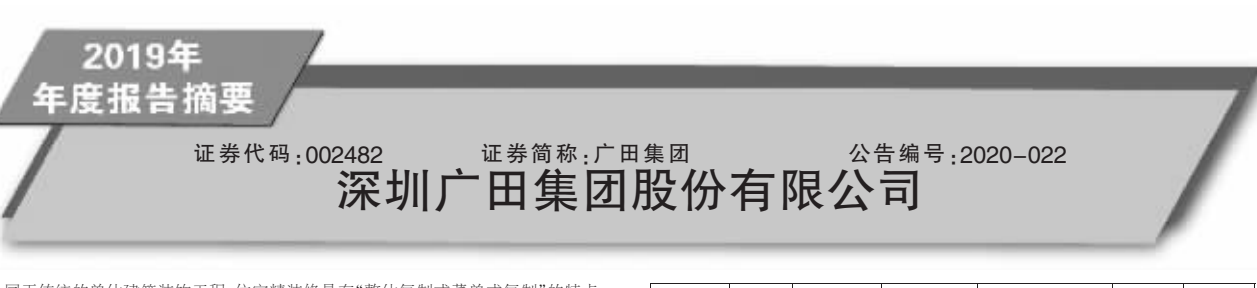 2019年
年度报告摘要
证券代码:002482 证券简称:广田集团 公告编号:2020-022
深圳广田集团股份有限公司